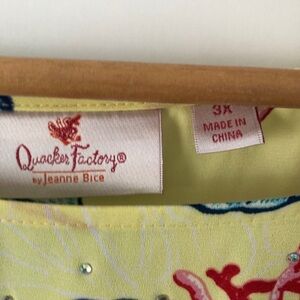 Quacker Factory®
by Jeanne Bice
3X
MADE IN
CHINA